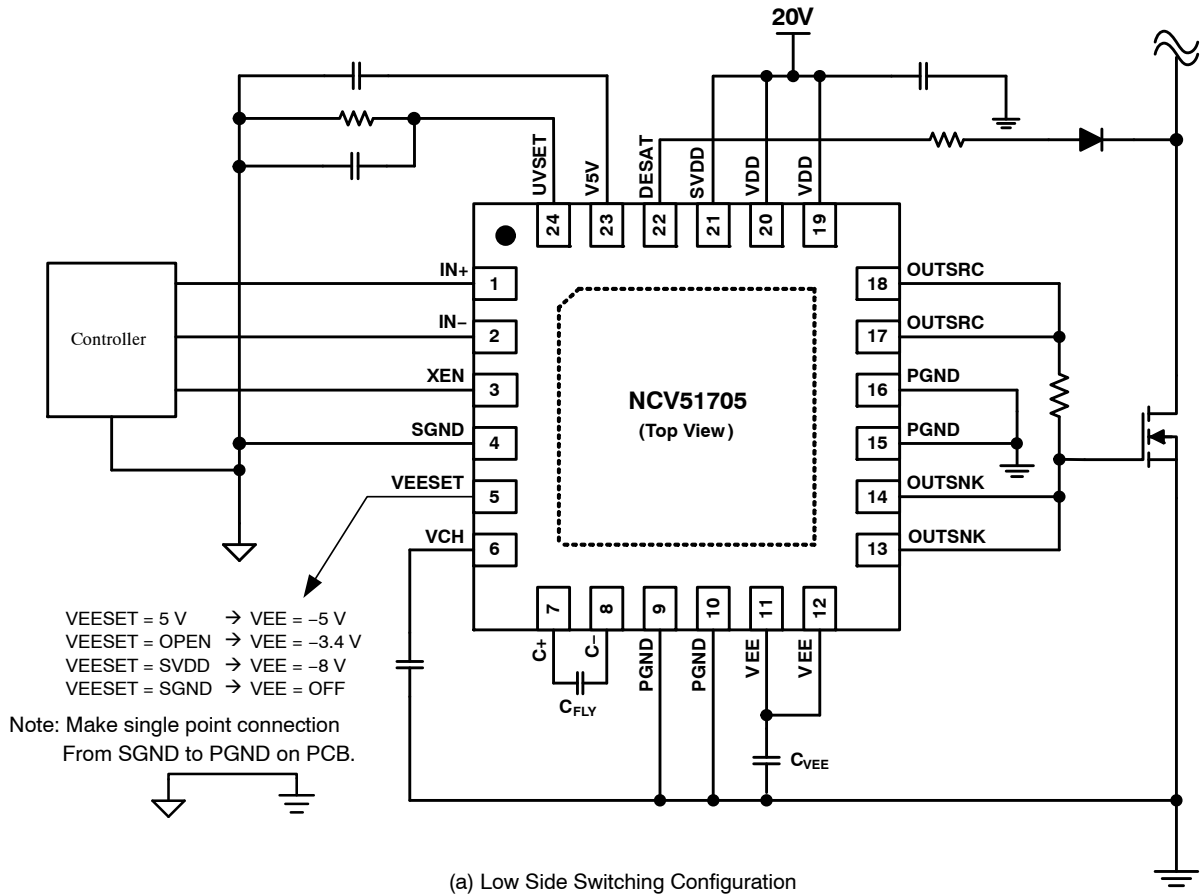 20V
UVSET
V5V
DESAT
SVDD
VDD
VDD
24
23
22
21
20
19
IN+
1
IN−
2
XEN
3
SGND
4
VEESET
5
VCH
6
Controller
NCV51705
(Top View)
18
OUTSRC
17
OUTSRC
16
PGND
15
PGND
14
OUTSNK
13
OUTSNK
7
8
9
10
11
12
C+
C−
PGND
PGND
VEE
VEE
CFLY
CVEE
VEESET = 5 V → VEE = −5 V
VEESET = OPEN → VEE = −3.4 V
VEESET = SVDD → VEE = −8 V
VEESET = SGND → VEE = OFF
Note: Make single point connection
From SGND to PGND on PCB.
(a) Low Side Switching Configuration